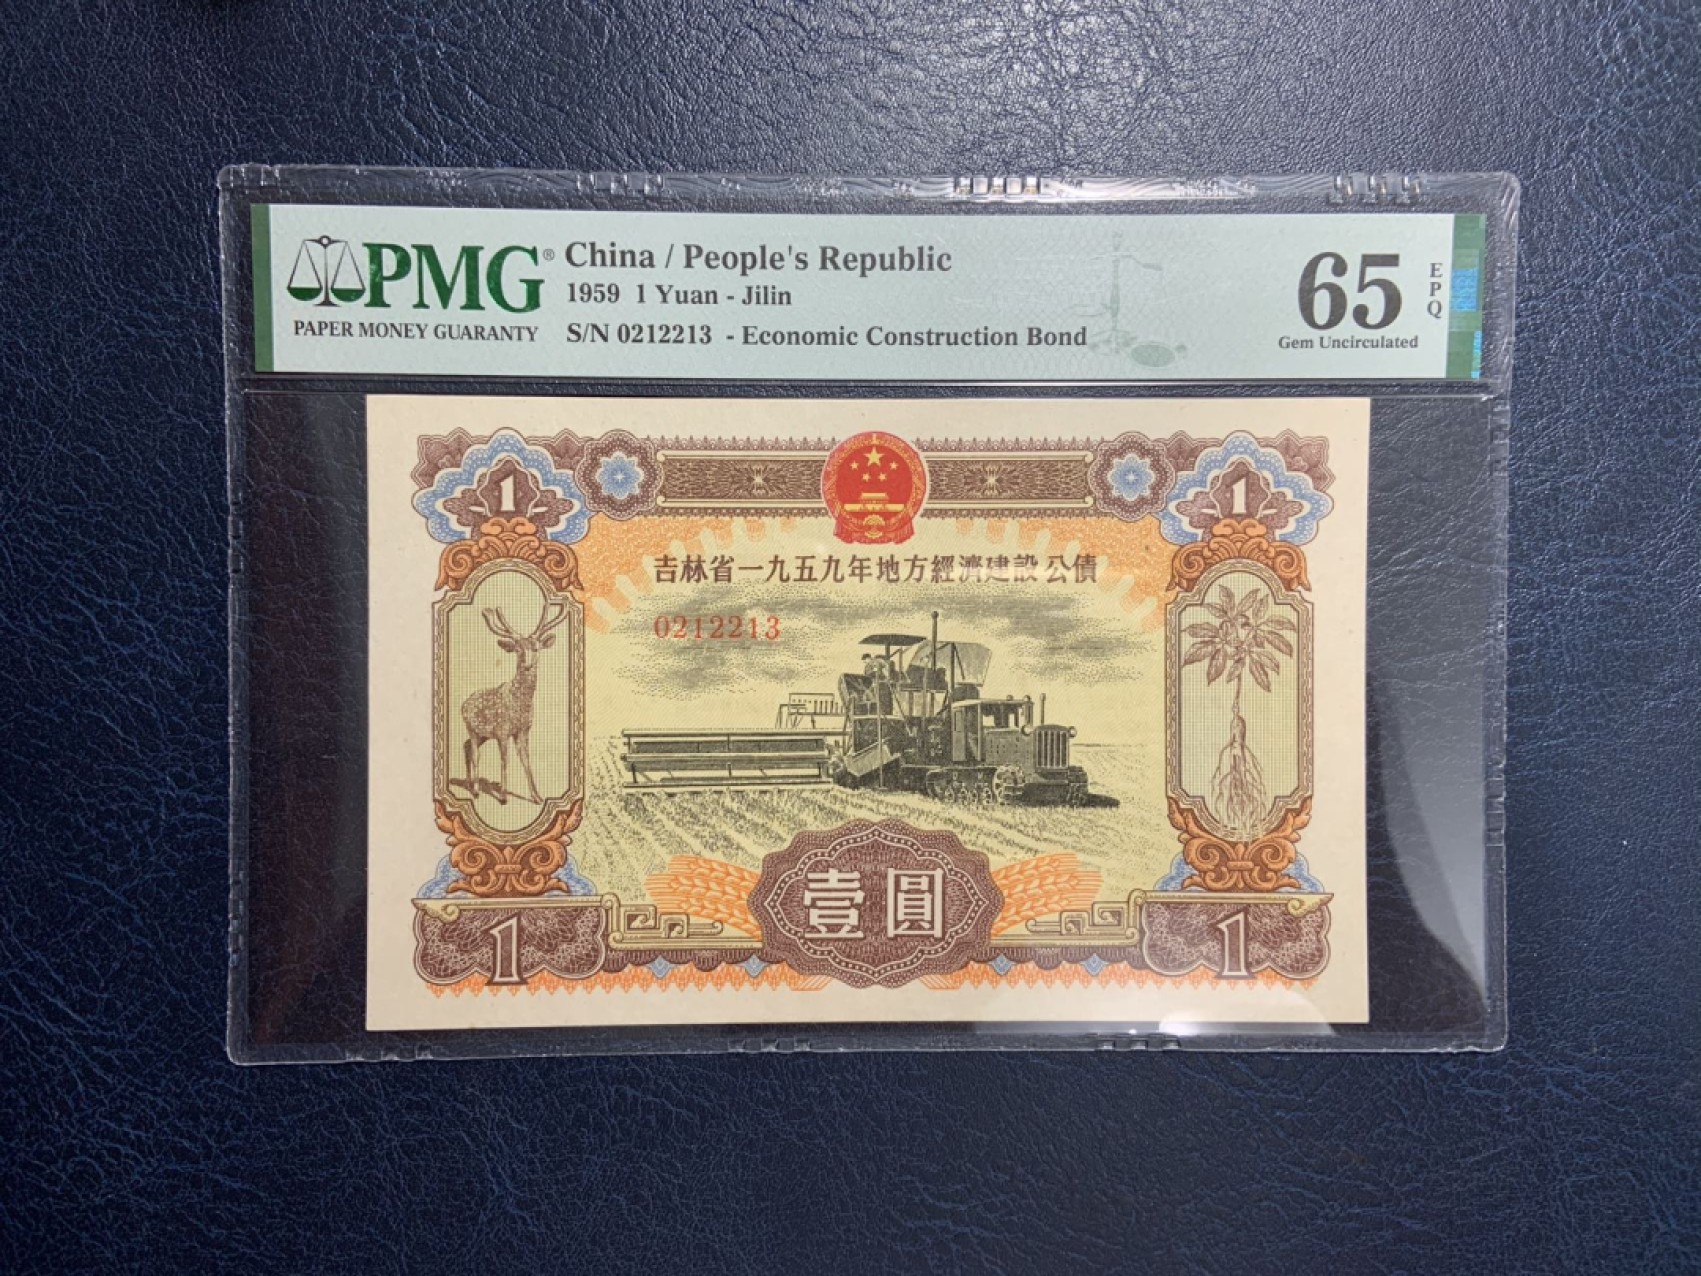 PMG®
PAPER MONEY GUARANTY
China / People's Republic
1959 1 Yuan - Jilin
S/N 0212213 - Economic Construction Bond
65
EPQ
Gem Uncirculated
1
1
吉林省一九五九年地方經濟建設公債
0212213
壹圓
1
1